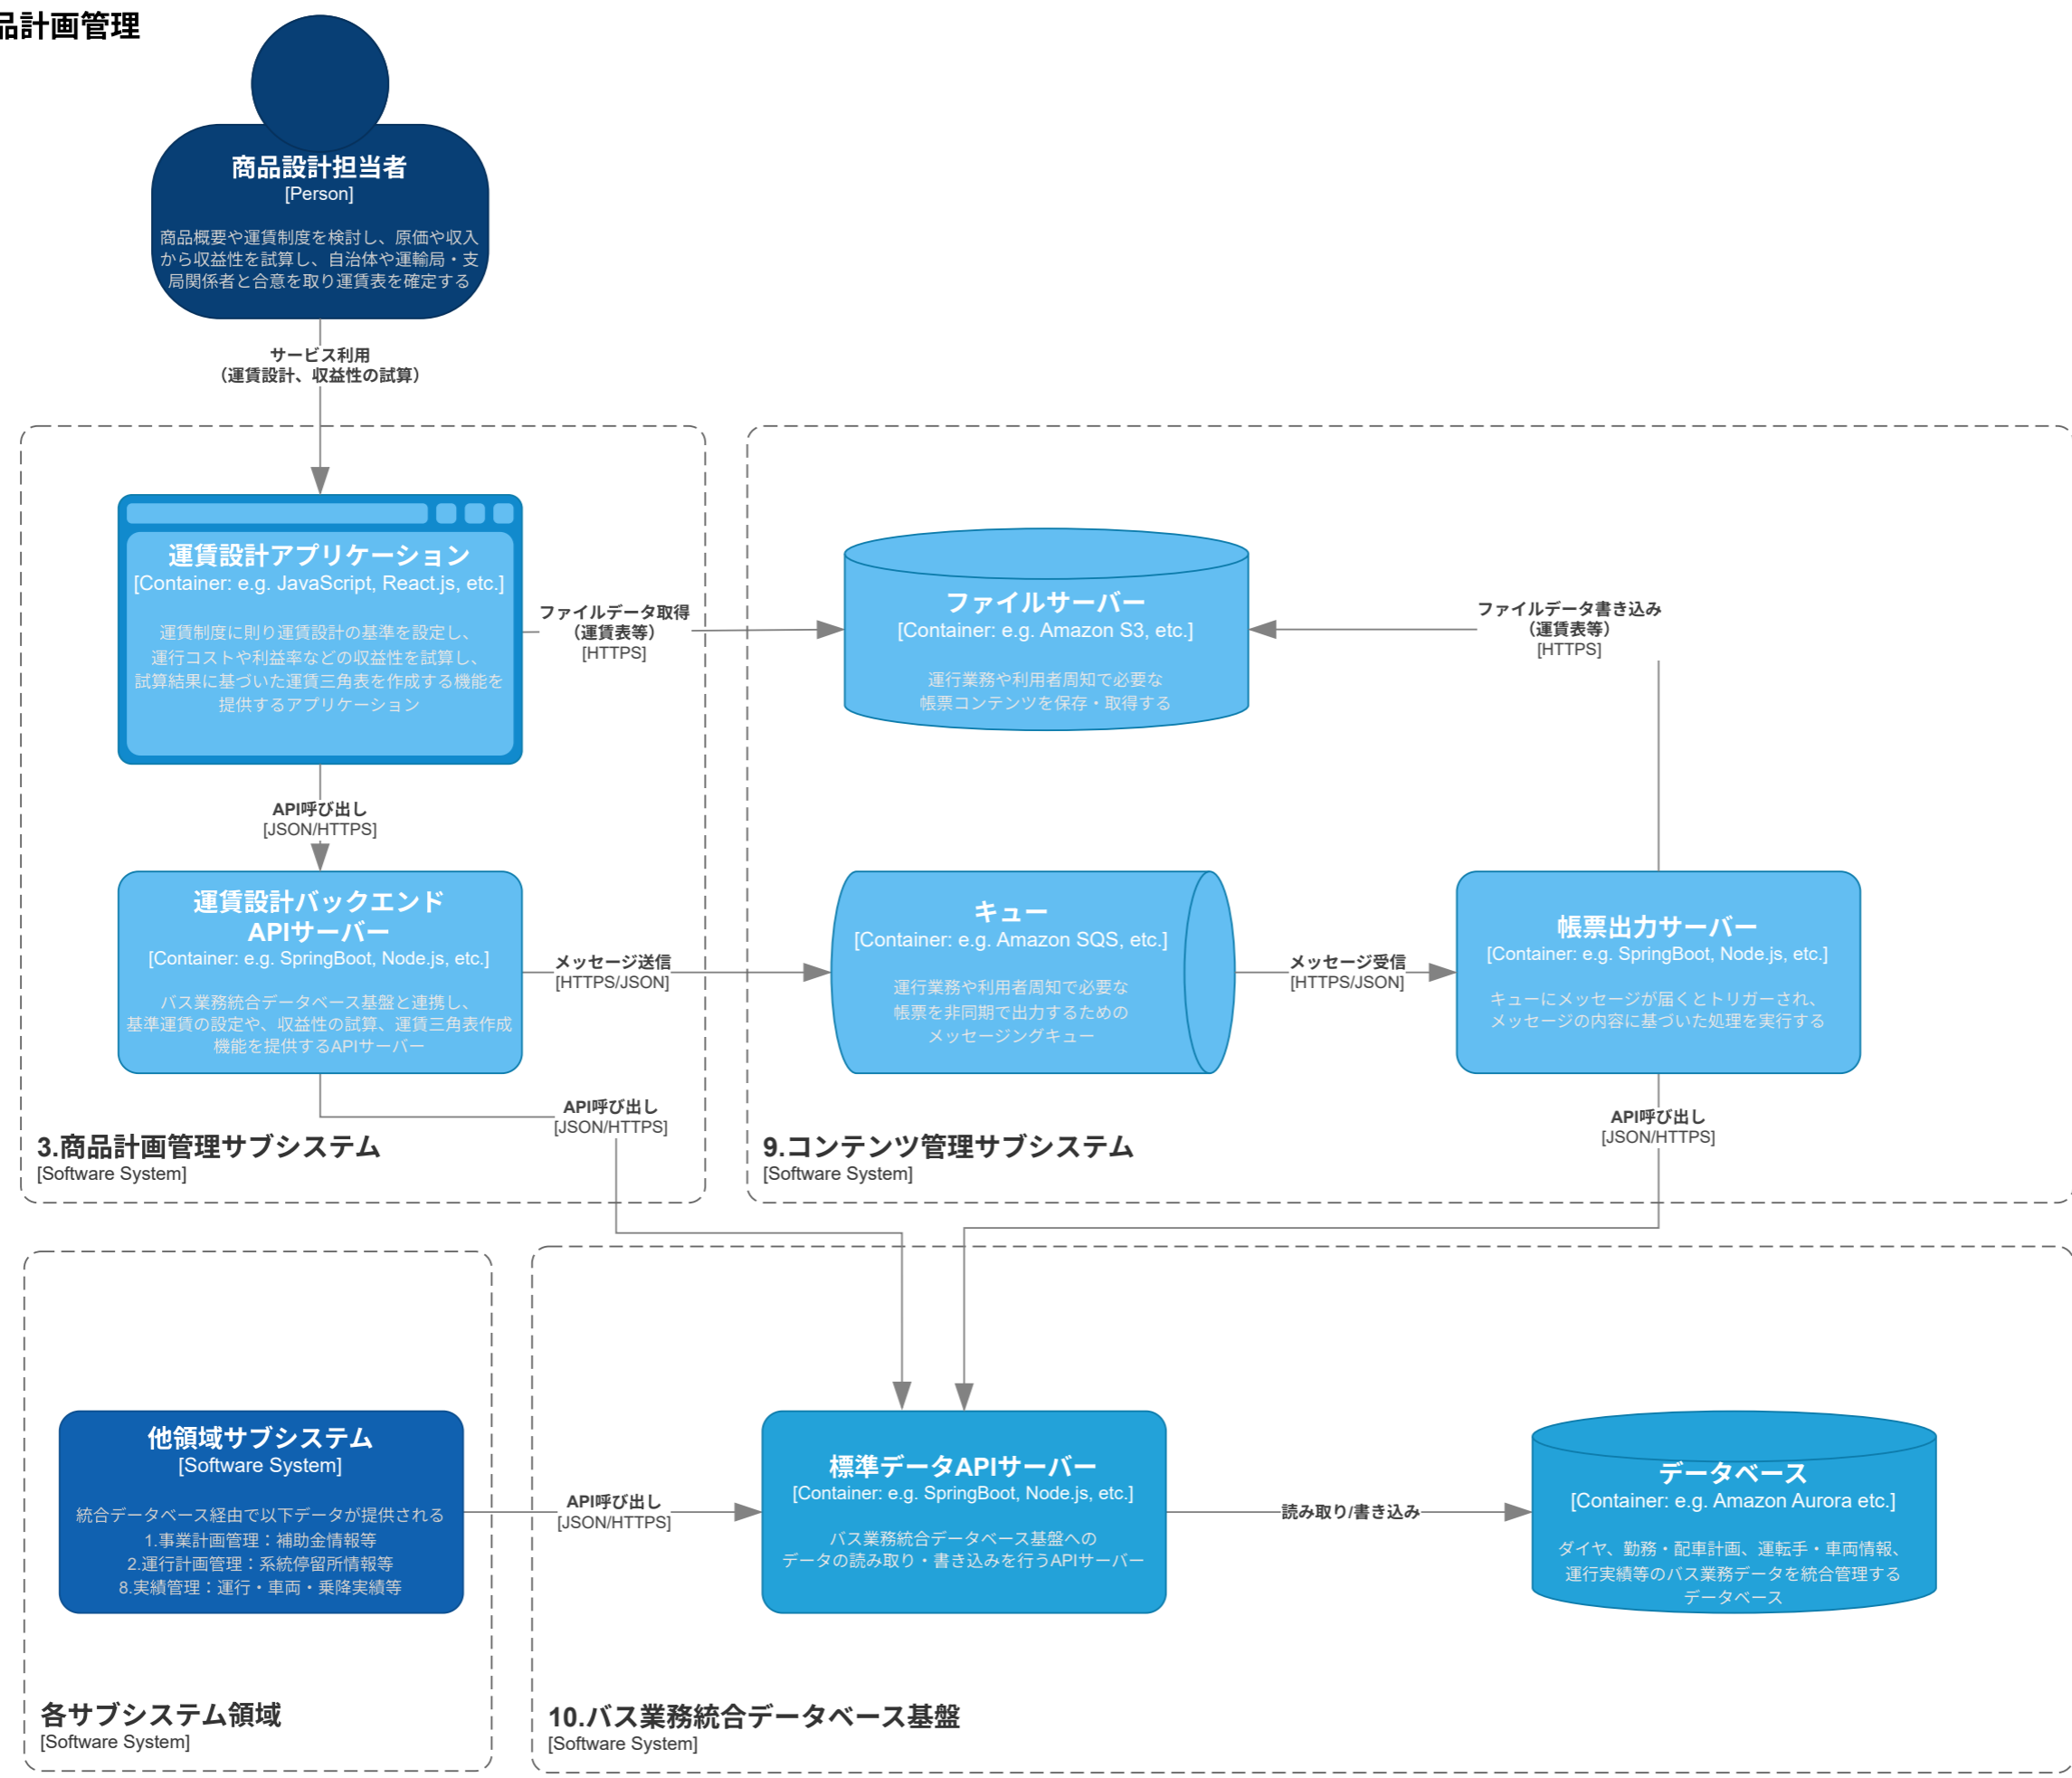 品計画管理
商品設計担当者
[Person]
商品概要や運賃制度を検討し、原価や収入
から収益性を試算し、自治体や運輸局・支
局関係者と合意を取り運賃表を確定する
サービス利用
（運賃設計、収益性の試算）
運賃設計アプリケーション
[Container: e.g. JavaScript, React.js, etc.]
運賃制度に則り運賃設計の基準を設定し、
運行コストや利益率などの収益性を試算し、
試算結果に基づいた運賃三角表を作成する機能を
提供するアプリケーション
ファイルデータ取得
（運賃表等）
[HTTPS]
ファイルサーバー
[Container: e.g. Amazon S3, etc.]
運行業務や利用者周知で必要な
帳票コンテンツを保存・取得する
ファイルデータ書き込み
（運賃表等）
[HTTPS]
API呼び出し
[JSON/HTTPS]
運賃設計バックエンド
APIサーバー
[Container: e.g. SpringBoot, Node.js, etc.]
バス業務統合データベース基盤と連携し、
基準運賃の設定や、収益性の試算、運賃三角表作成
機能を提供するAPIサーバー
メッセージ送信
[HTTPS/JSON]
キュー
[Container: e.g. Amazon SQS, etc.]
運行業務や利用者周知で必要な
帳票を非同期で出力するための
メッセージングキュー
メッセージ受信
[HTTPS/JSON]
帳票出力サーバー
[Container: e.g. SpringBoot, Node.js, etc.]
キューにメッセージが届くとトリガーされ、
メッセージの内容に基づいた処理を実行する
API呼び出し
[JSON/HTTPS]
API呼び出し
[JSON/HTTPS]
3.商品計画管理サブシステム
[Software System]
9.コンテンツ管理サブシステム
[Software System]
他領域サブシステム
[Software System]
統合データベース経由で以下データが提供される
1.事業計画管理：補助金情報等
2.運行計画管理：系統停留所情報等
8.実績管理：運行・車両・乗降実績等
API呼び出し
[JSON/HTTPS]
標準データAPIサーバー
[Container: e.g. SpringBoot, Node.js, etc.]
バス業務統合データベース基盤への
データの読み取り・書き込みを行うAPIサーバー
読み取り/書き込み
データベース
[Container: e.g. Amazon Aurora etc.]
ダイヤ、勤務・配車計画、運転手・車両情報、
運行実績等のバス業務データを統合管理する
データベース
各サブシステム領域
[Software System]
10.バス業務統合データベース基盤
[Software System]